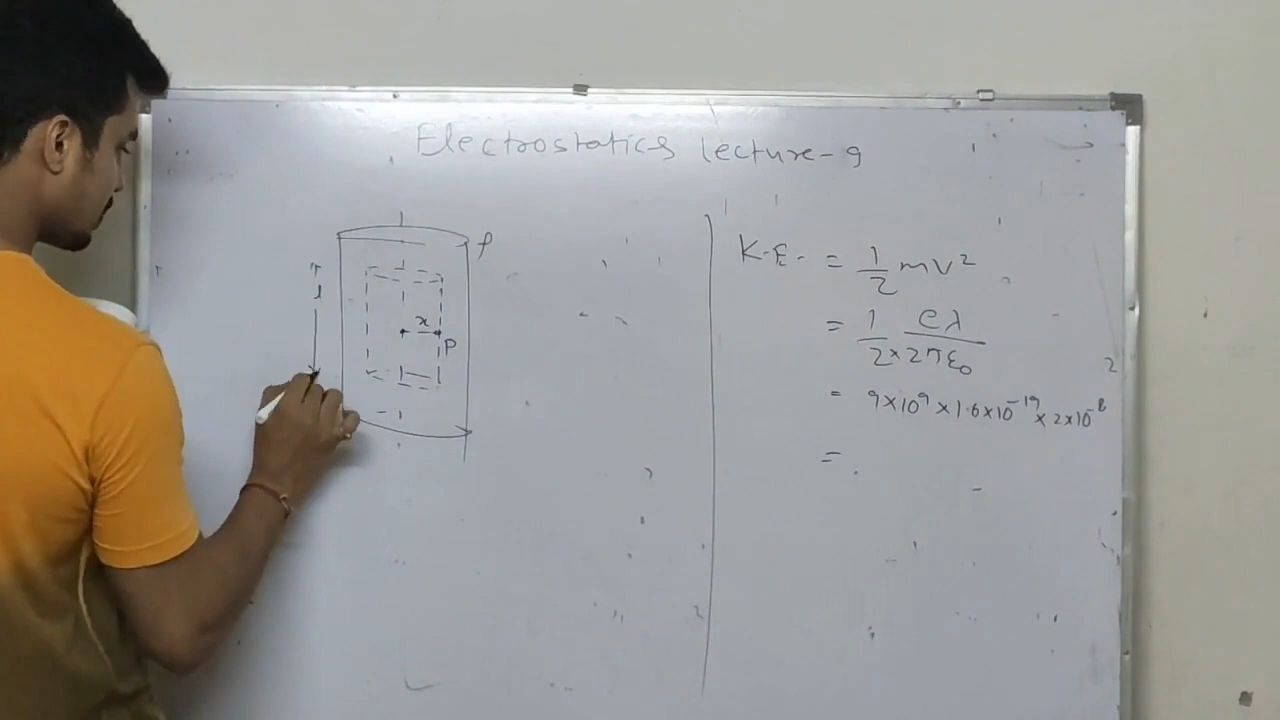 Electrostatics lecture-9
ρ
l
x
P
K.E. = 1/2 mv²
= 1/2 × eλ/2πε₀
= 9×10⁹ × 1.6×10⁻¹⁹ × 2×10⁻⁸
=